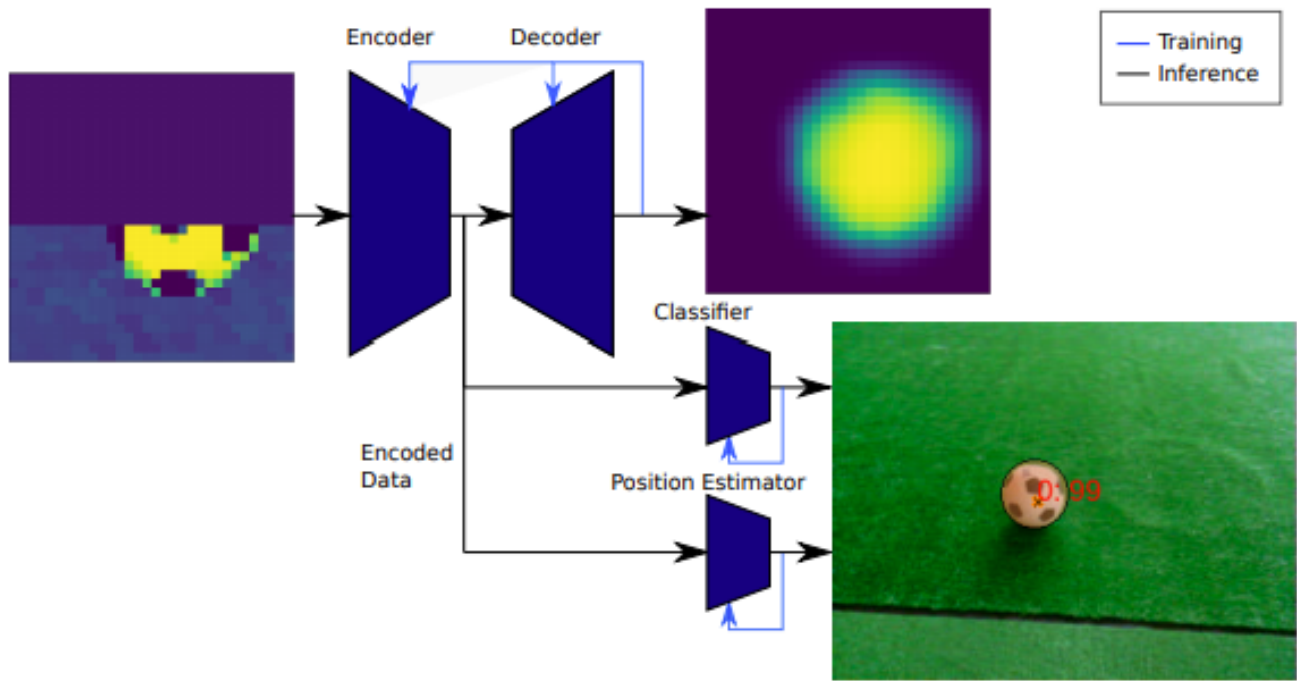 Encoder
Decoder
Training
Inference
Classifier
Encoded
Data
Position Estimator
0.99